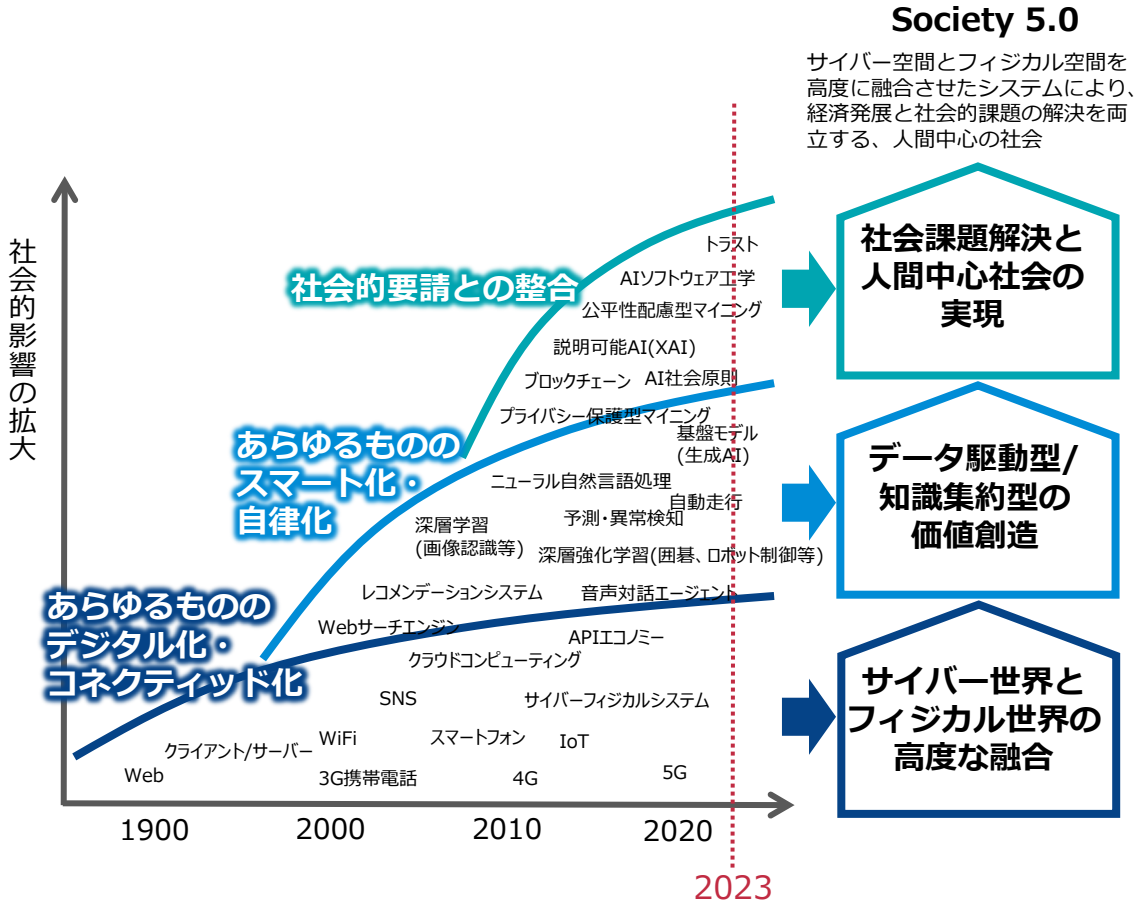 Society 5.0
サイバー空間とフィジカル空間を
高度に融合させたシステムにより、
経済発展と社会的課題の解決を両
立する、人間中心の社会
社会的影響の拡大
社会的要請との整合
トラスト
AIソフトウェア工学
公平性配慮型マイニング
説明可能AI(XAI)
ブロックチェーン
AI社会原則
プライバシー保護型マイニング
社会課題解決と
人間中心社会の
実現
あらゆるものの
スマート化・
自律化
基盤モデル
(生成AI)
ニューラル自然言語処理
自動走行
予測・異常検知
深層学習
(画像認識等)
深層強化学習(囲碁、ロボット制御等)
レコメンデーションシステム
音声対話エージェント
Webサーチエンジン
データ駆動型/
知識集約型の
価値創造
あらゆるものの
デジタル化・
コネクティッド化
APIエコノミー
クラウドコンピューティング
SNS
サイバーフィジカルシステム
クライアント/サーバー
WiFi
スマートフォン
IoT
Web
3G携帯電話
4G
5G
サイバー世界と
フィジカル世界の
高度な融合
1900
2000
2010
2020
2023